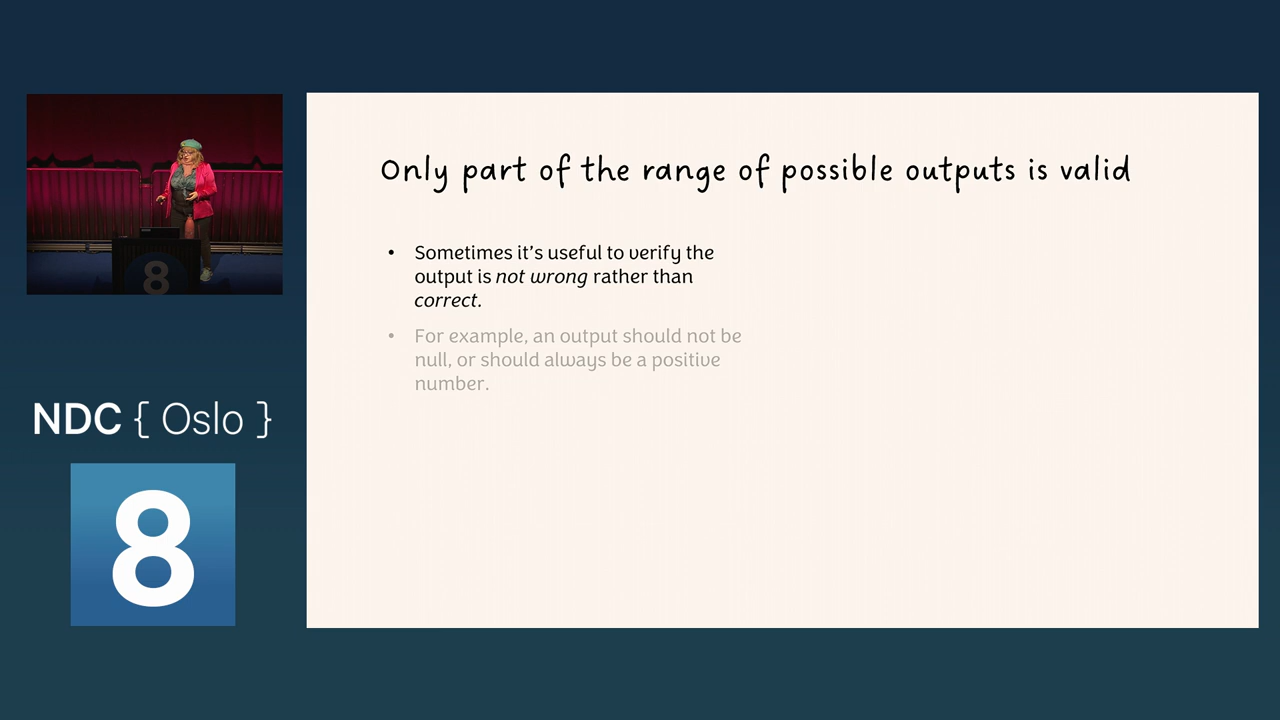 Only part of the range of possible outputs is valid
• Sometimes it's useful to verify the
output is not wrong rather than
correct.
• For example, an output should not be
null, or should always be a positive
number.
8
NDC { Oslo }
8